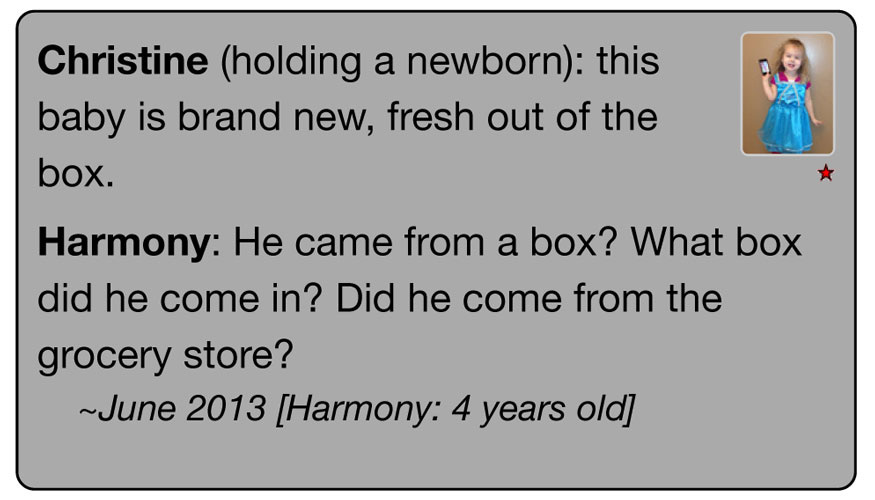 Christine (holding a newborn): this
baby is brand new, fresh out of the
box.
Harmony: He came from a box? What box
did he come in? Did he come from the
grocery store?
~June 2013 [Harmony: 4 years old]